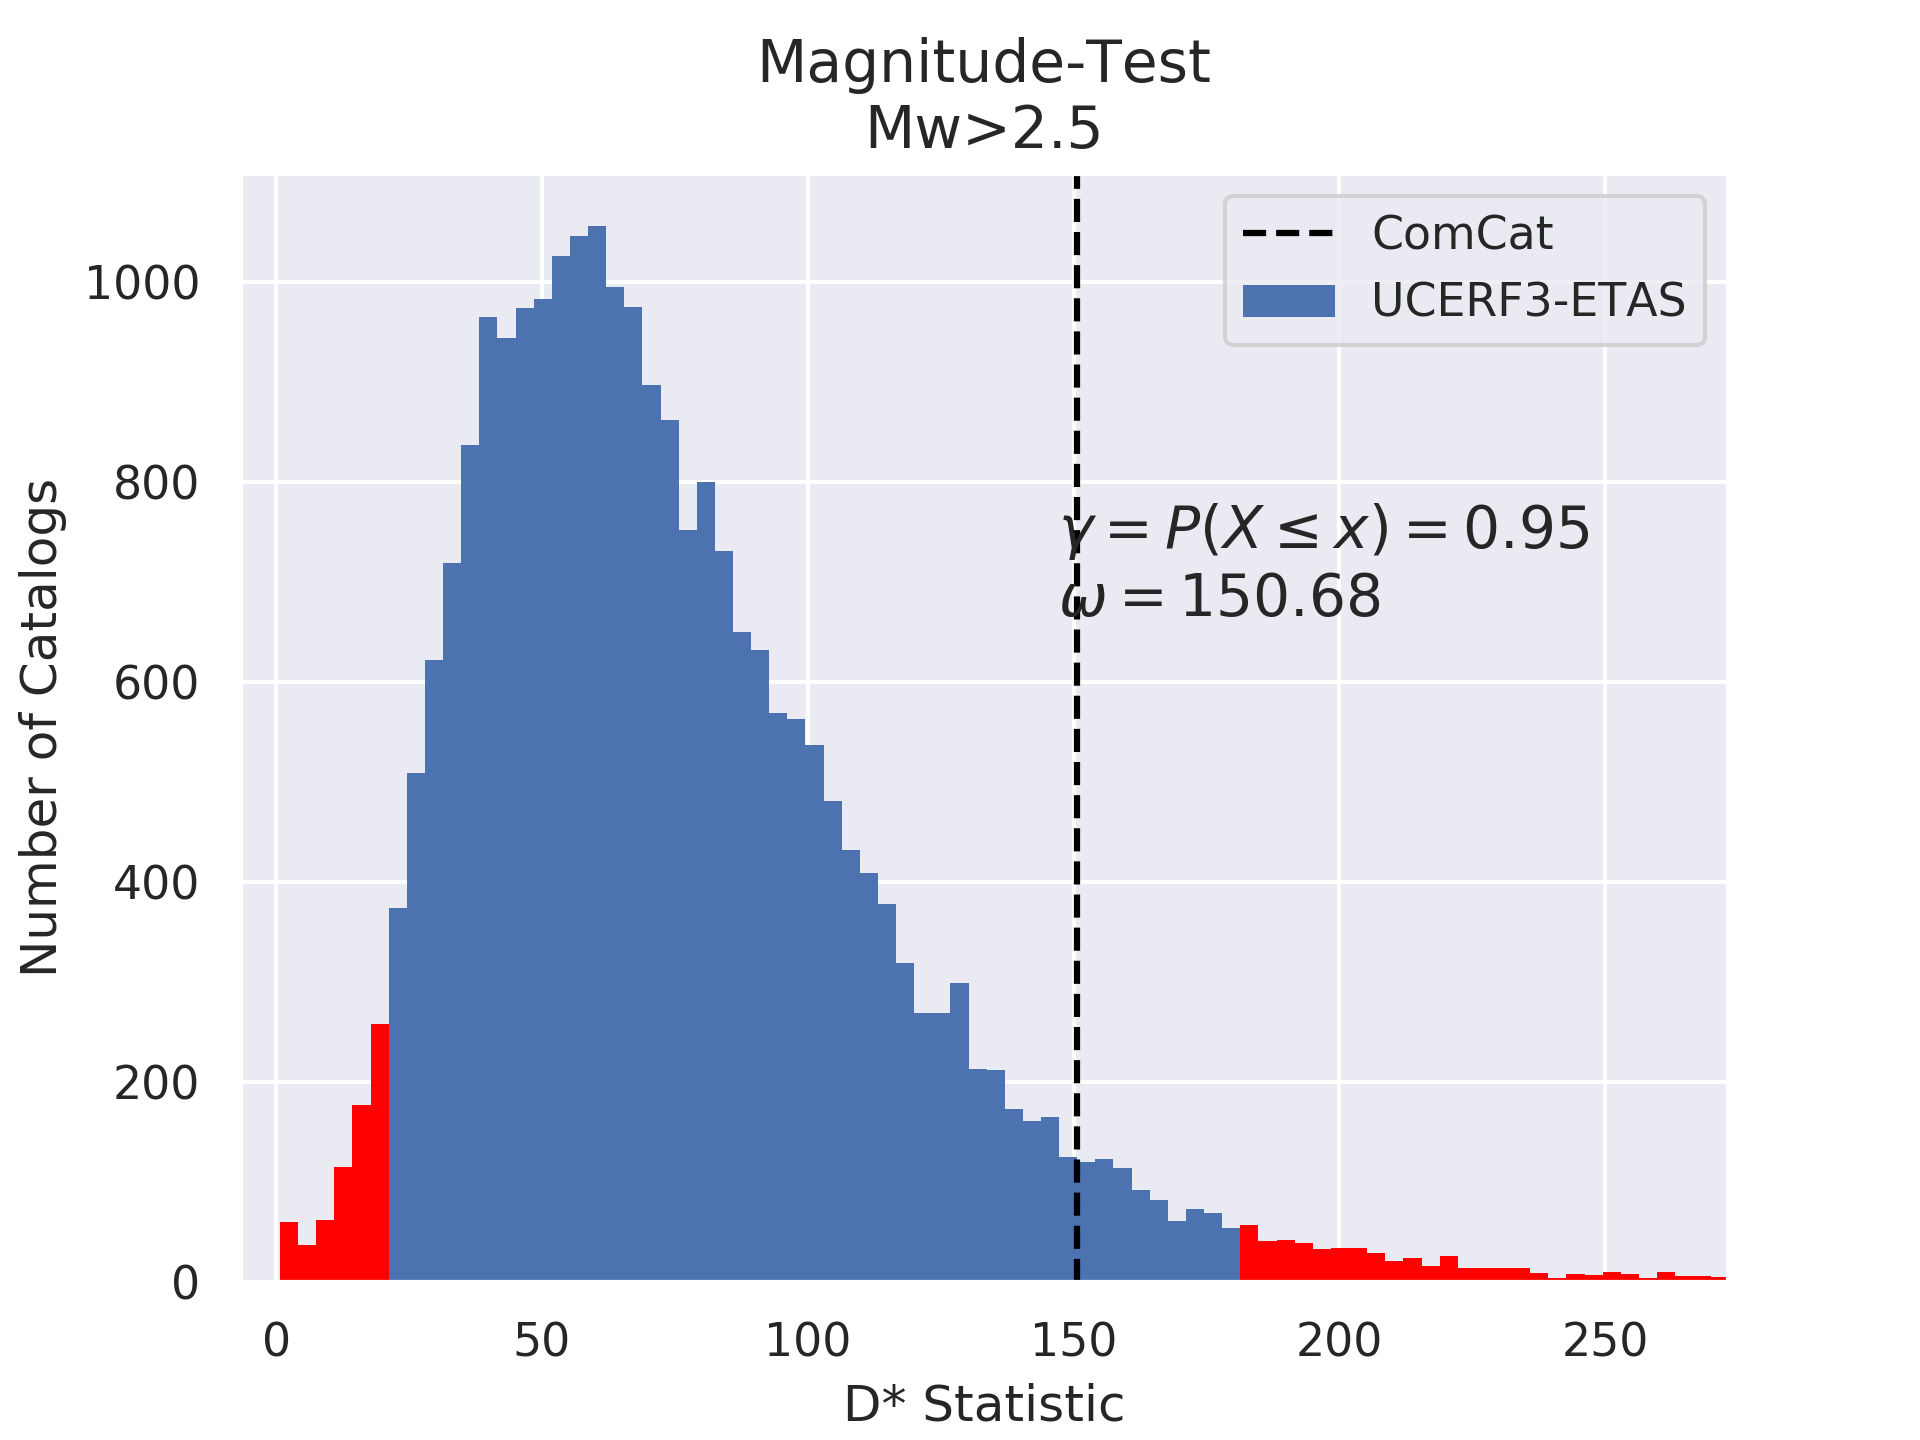 Magnitude-Test
Mw>2.5
ComCat
UCERF3-ETAS
γ = P(X ≤ x) = 0.95
ω = 150.68
Number of Catalogs
1000
800
600
400
200
0
0 50 100 150 200 250
D* Statistic